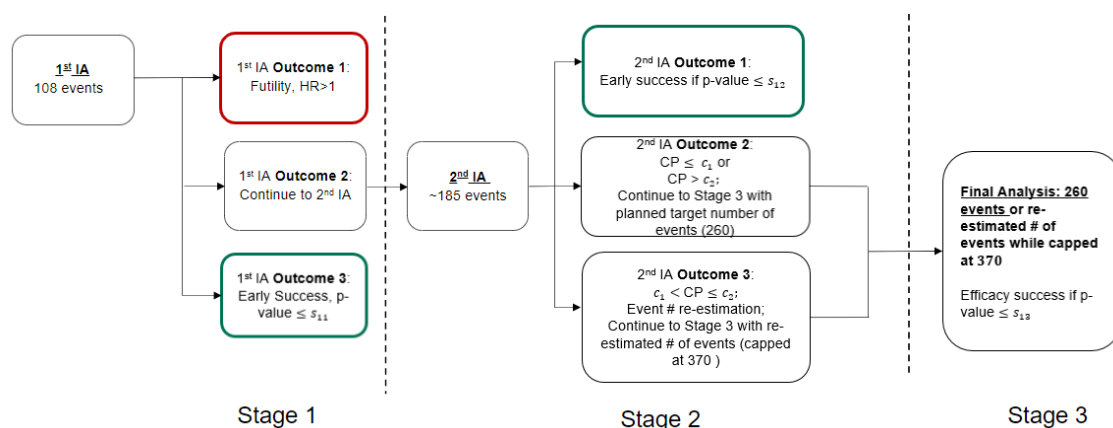 1st IA
108 events
1st IA Outcome 1:
Futility, HR>1
1st IA Outcome 2:
Continue to 2nd IA
1st IA Outcome 3:
Early Success, p-
value ≤ s₁₁
2nd IA
~185 events
2nd IA Outcome 1:
Early success if p-value ≤ s₁₂
2nd IA Outcome 2:
CP ≤ c₁ or
CP > c₂;
Continue to Stage 3 with
planned target number of
events (260)
2nd IA Outcome 3:
c₁ < CP ≤ c₂;
Event # re-estimation;
Continue to Stage 3 with re-
estimated # of events (capped
at 370 )
Final Analysis: 260
events or re-
estimated # of
events while capped
at 370
Efficacy success if p-
value ≤ s₁₃
Stage 1
Stage 2
Stage 3